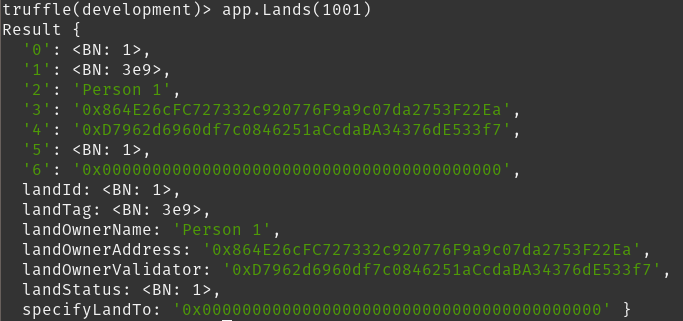 truffle(development)> app.Lands(1001)
Result {
  '0': <BN: 1>,
  '1': <BN: 3e9>,
  '2': 'Person 1',
  '3': '0x864E26cFC727332c920776F9a9c07da2753F22Ea',
  '4': '0xD7962d6960df7c0846251aCcdaBA34376dE533f7',
  '5': <BN: 1>,
  '6': '0x0000000000000000000000000000000000000000',
  landId: <BN: 1>,
  landTag: <BN: 3e9>,
  landOwnerName: 'Person 1',
  landOwnerAddress: '0x864E26cFC727332c920776F9a9c07da2753F22Ea',
  landOwnerValidator: '0xD7962d6960df7c0846251aCcdaBA34376dE533f7',
  landStatus: <BN: 1>,
  specifyLandTo: '0x0000000000000000000000000000000000000000' }